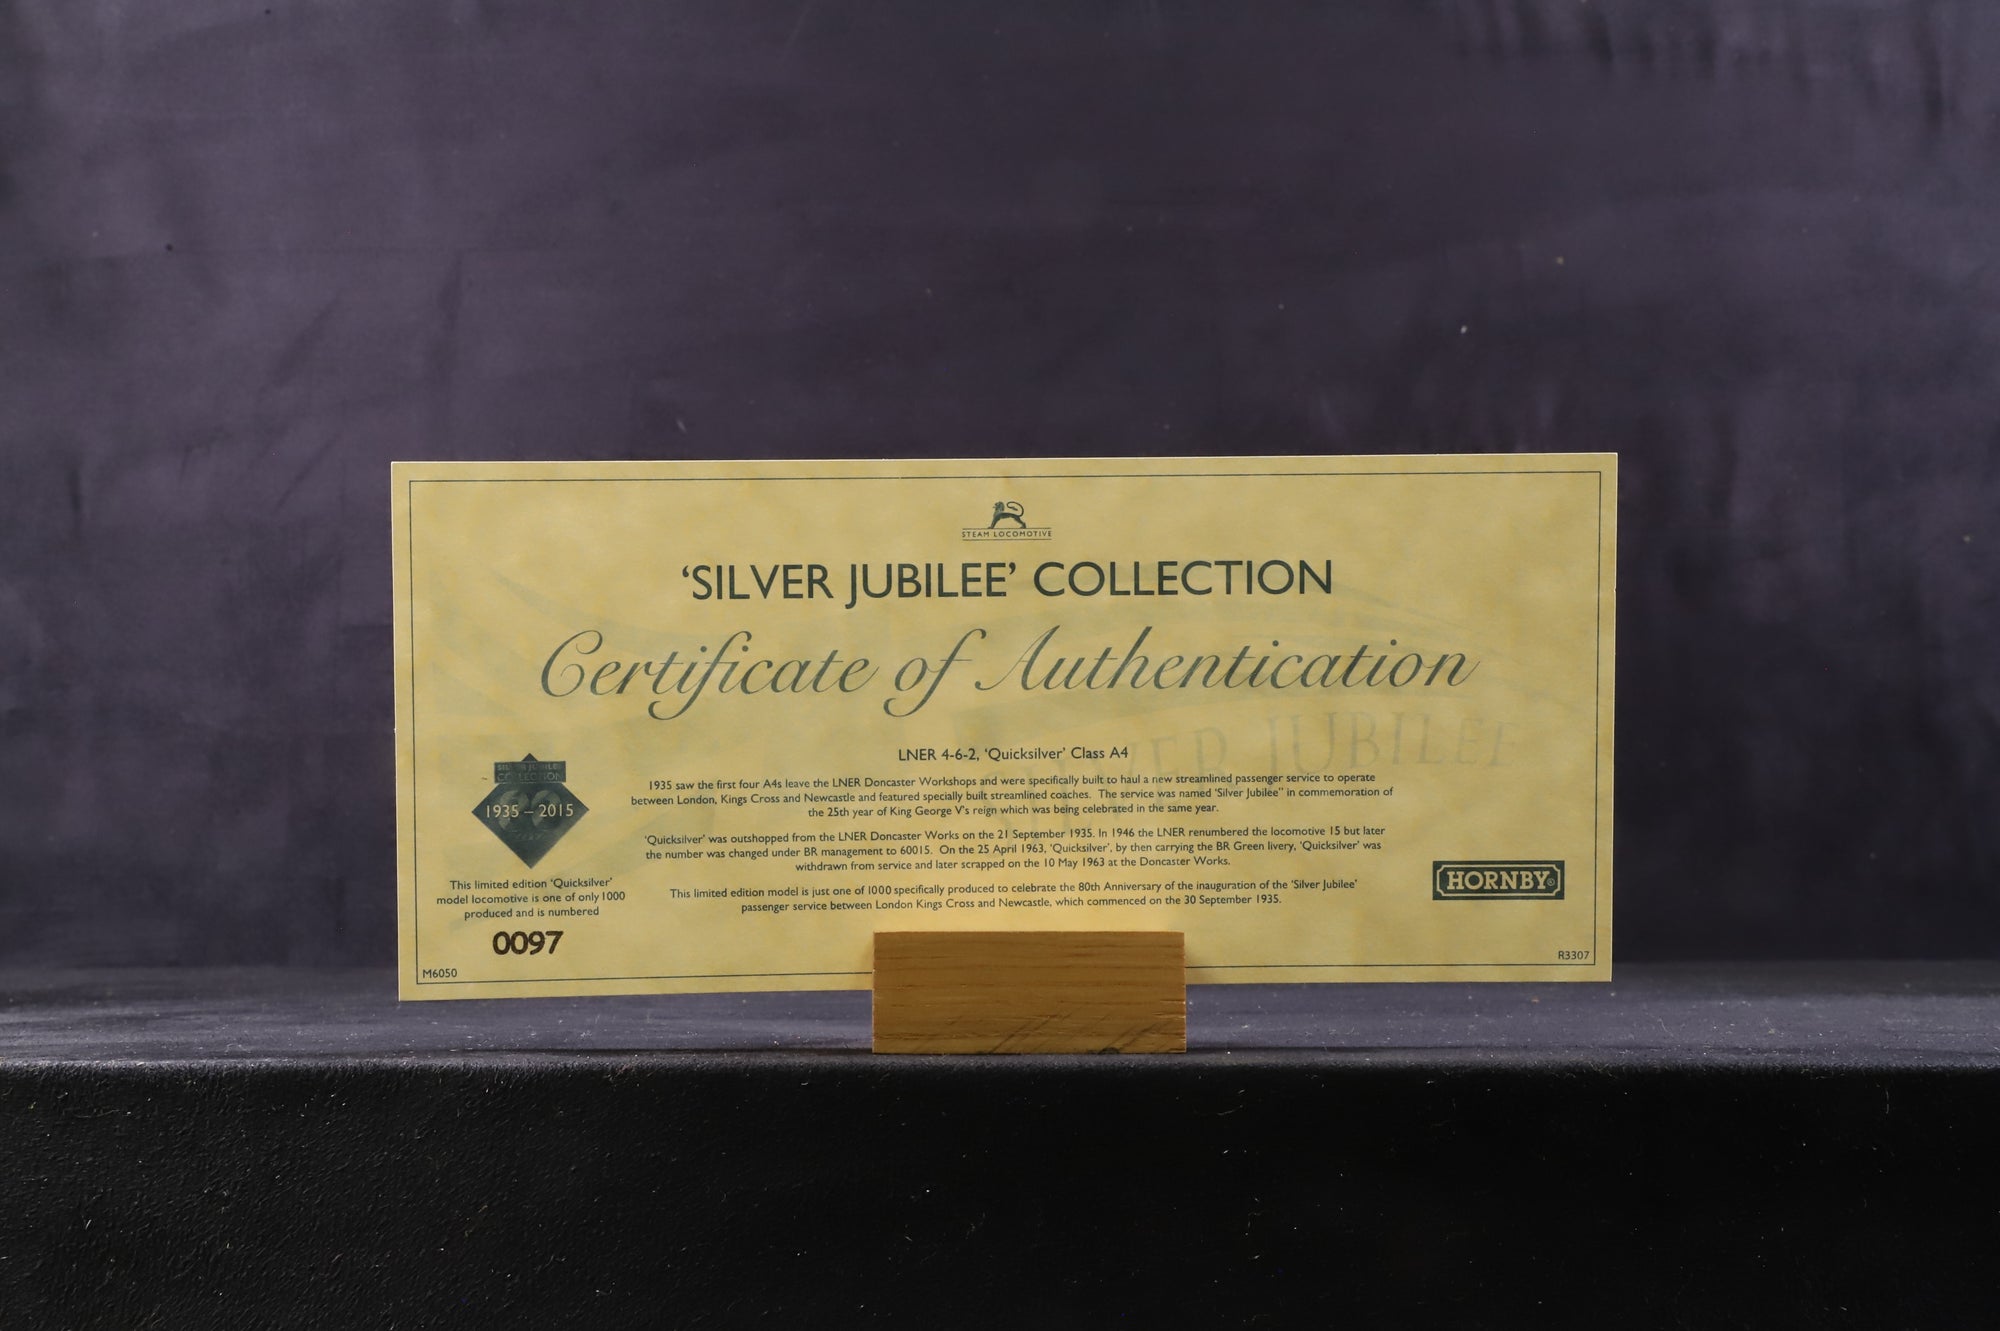 STEAM LOCOMOTIVE
‘SILVER JUBILEE’ COLLECTION
Certificate of Authentication
SILVER JUBILEE
LNER 4-6-2, ‘Quicksilver’ Class A4
1935 saw the first four A4s leave the LNER Doncaster Workshops and were specifically built to haul a new streamlined passenger service to operate
between London, Kings Cross and Newcastle and featured specially built streamlined coaches. The service was named ‘Silver Jubilee” in commemoration of
the 25th year of King George V’s reign which was being celebrated in the same year.
‘Quicksilver’ was outshopped from the LNER Doncaster Works on the 21 September 1935. In 1946 the LNER renumbered the locomotive 15 but later
the number was changed under BR management to 60015. On the 25 April 1963, ‘Quicksilver’, by then carrying the BR Green livery, ‘Quicksilver’ was
withdrawn from service and later scrapped on the 10 May 1963 at the Doncaster Works.
This limited edition model is just one of 1000 specifically produced to celebrate the 80th Anniversary of the inauguration of the ‘Silver Jubilee’
passenger service between London Kings Cross and Newcastle, which commenced on the 30 September 1935.
SILVER JUBILEE
COLLECTION
1935 – 2015
This limited edition ‘Quicksilver’
model locomotive is one of only 1000
produced and is numbered
0097
M6050
HORNBY®
R3307